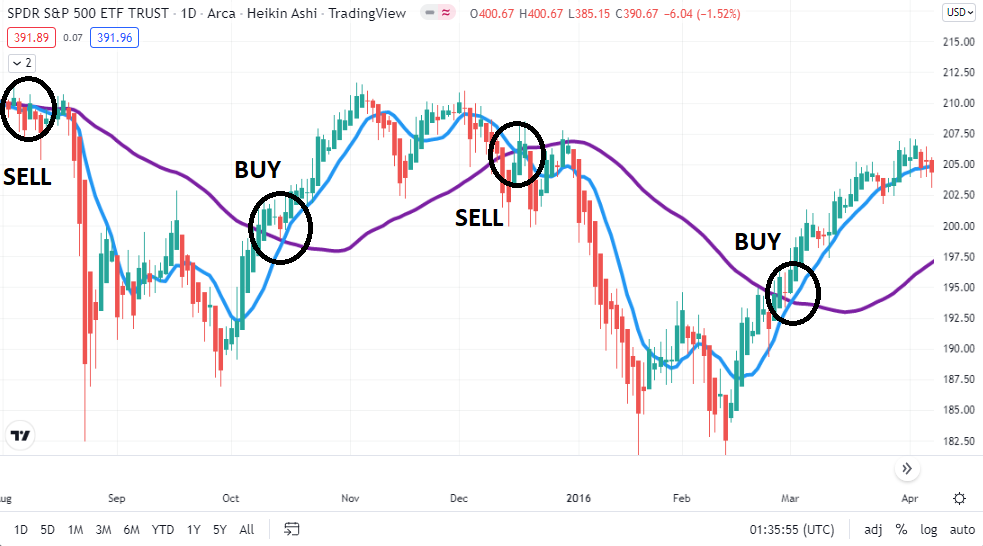 SPDR S&P 500 ETF TRUST · 1D · Arca · Heikin Ashi · TradingView O400.67 H400.67 L385.15 C390.67 −6.04 (−1.52%) USD
391.89 0.07 391.96
2
215.00
212.50
210.00
207.50
205.00
202.50
200.00
197.50
195.00
192.50
190.00
187.50
185.00
182.50
SELL
BUY
SELL
BUY
ug Sep Oct Nov Dec 2016 Feb Mar Apr
1D 5D 1M 3M 6M YTD 1Y 5Y All 01:35:55 (UTC) adj % log auto